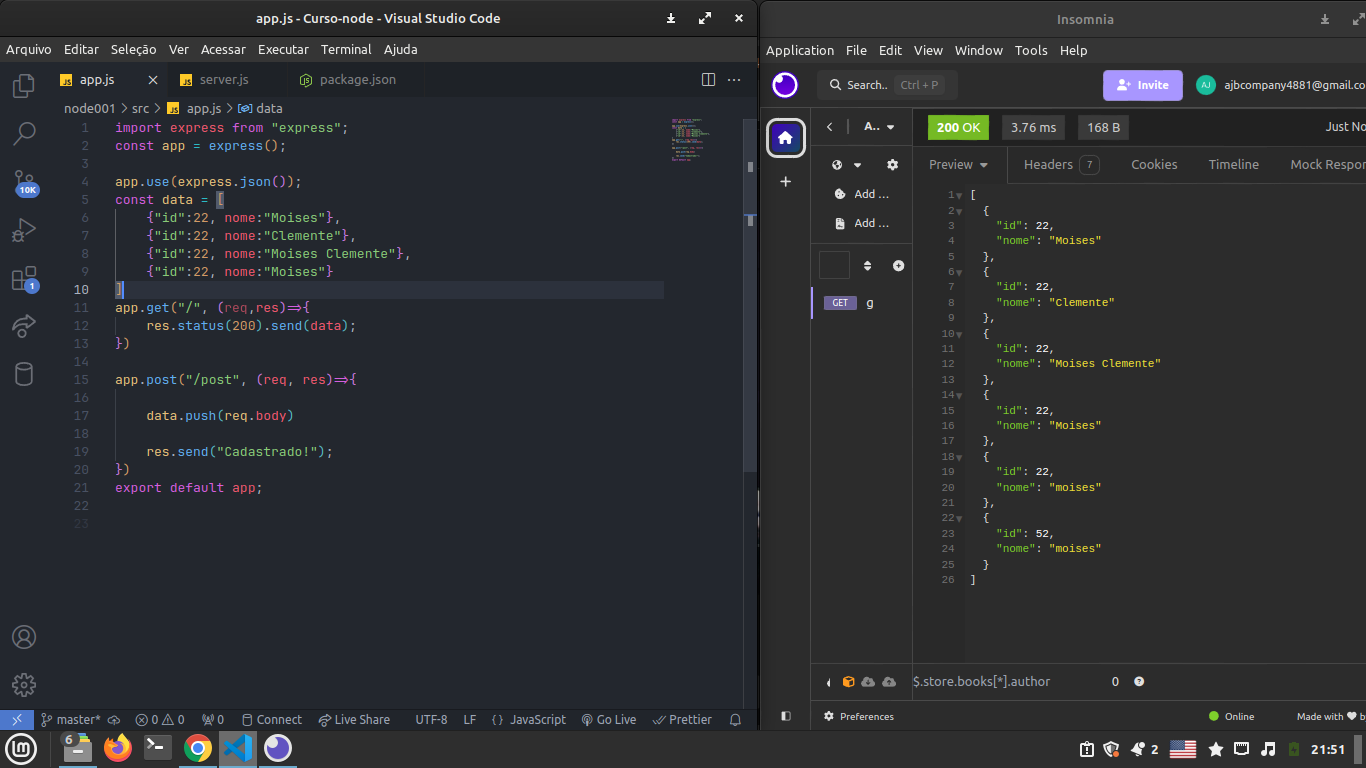 app.js - Curso-node - Visual Studio Code
Arquivo Editar Seleção Ver Acessar Executar Terminal Ajuda
JS app.js JS server.js package.json
node001 > src > JS app.js > data
1 import express from "express";
2 const app = express();
3
4 app.use(express.json());
5 const data = [
6 {"id":22, nome:"Moises"},
7 {"id":22, nome:"Clemente"},
8 {"id":22, nome:"Moises Clemente"},
9 {"id":22, nome:"Moises"}
10 ]
11 app.get("/", (req,res)=>{
12 res.status(200).send(data);
13 })
14
15 app.post("/post", (req, res)=>{
16
17 data.push(req.body)
18
19 res.send("Cadastrado!");
20 })
21 export default app;
22
23
10K
1
master* 0 0 0 Connect Live Share UTF-8 LF {} JavaScript Go Live Prettier
Insomnia
Application File Edit View Window Tools Help
Search.. Ctrl + P Invite AJ ajbcompany4881@gmail.co
A.. 200 OK 3.76 ms 168 B Just No
Preview Headers 7 Cookies Timeline Mock Respor
Add ...
Add ...
GET g
1 [
2 {
3 "id": 22,
4 "nome": "Moises"
5 },
6 {
7 "id": 22,
8 "nome": "Clemente"
9 },
10 {
11 "id": 22,
12 "nome": "Moises Clemente"
13 },
14 {
15 "id": 22,
16 "nome": "Moises"
17 },
18 {
19 "id": 22,
20 "nome": "moises"
21 },
22 {
23 "id": 52,
24 "nome": "moises"
25 }
26 ]
$.store.books[*].author 0
Preferences Online Made with ♥ b
6 2 21:51